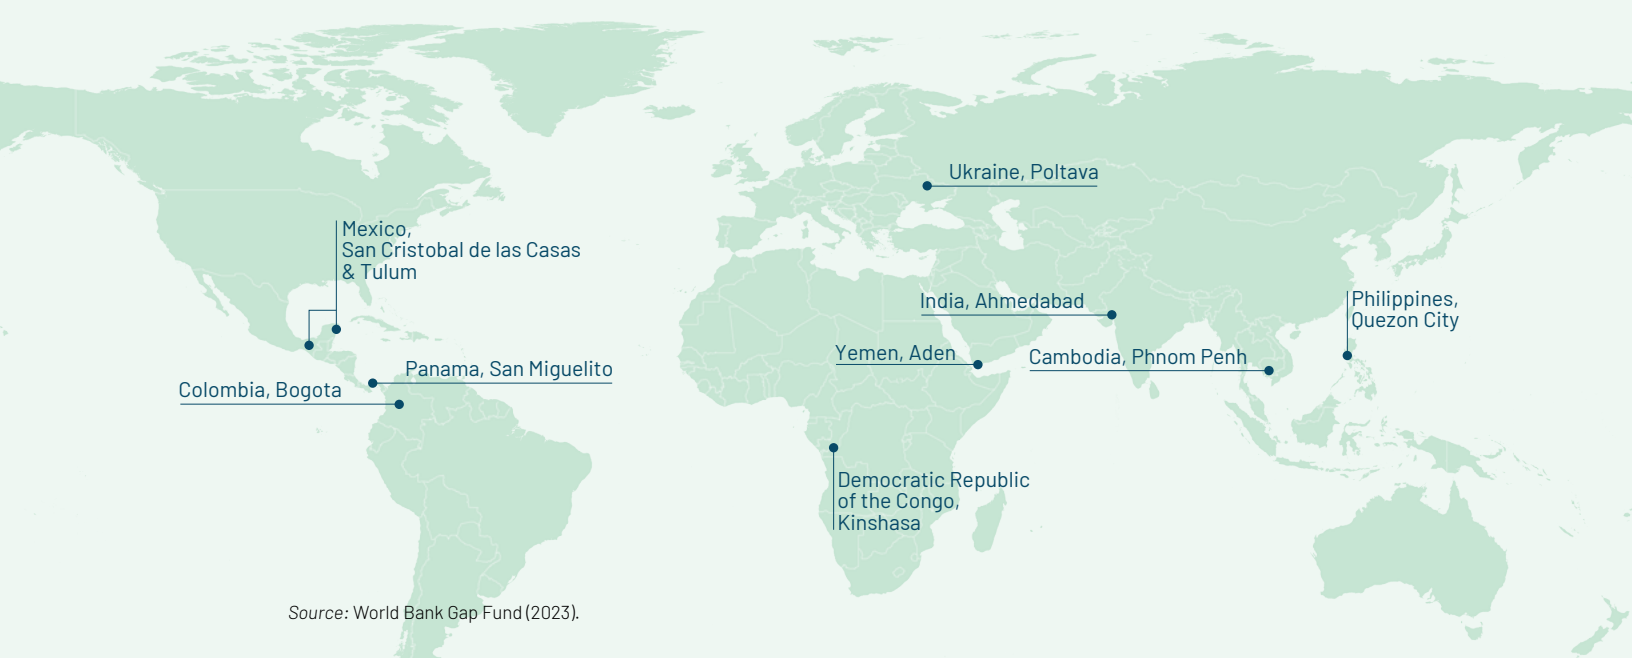 Ukraine, Poltava
Mexico,
San Cristobal de las Casas
& Tulum
India, Ahmedabad
Philippines,
Quezon City
Yemen, Aden
Cambodia, Phnom Penh
Panama, San Miguelito
Colombia, Bogota
Democratic Republic
of the Congo,
Kinshasa
Source: World Bank Gap Fund (2023).